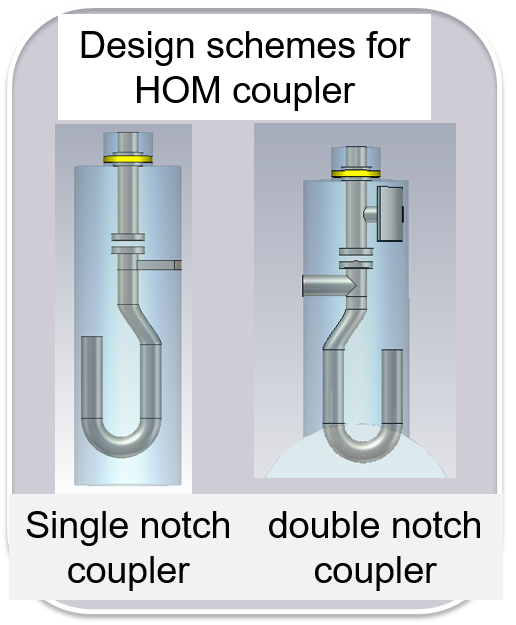 Design schemes for
HOM coupler
Single notch
coupler
double notch
coupler